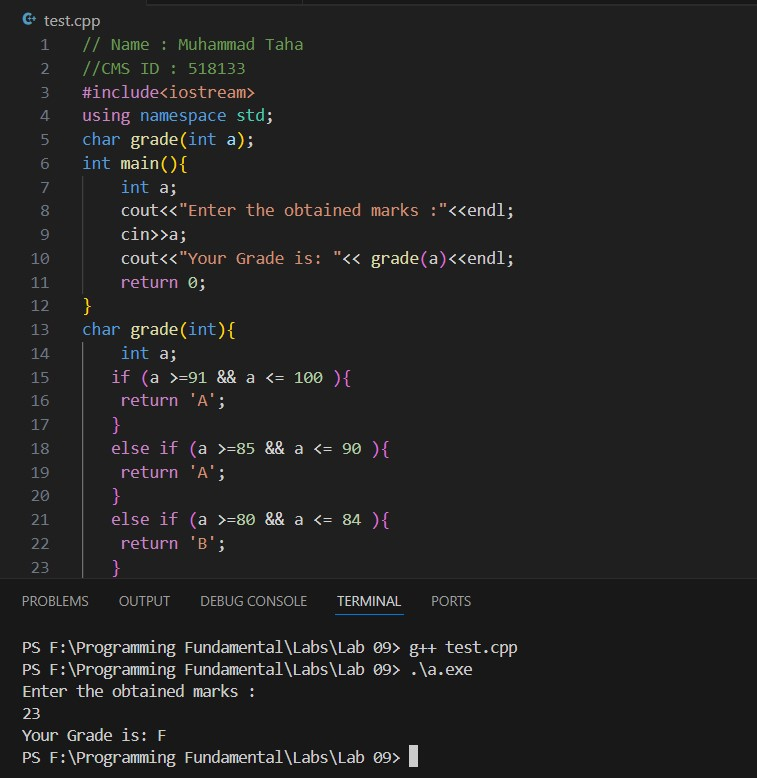 test.cpp
1 // Name : Muhammad Taha
2 //CMS ID : 518133
3 #include<iostream>
4 using namespace std;
5 char grade(int a);
6 int main(){
7     int a;
8     cout<<"Enter the obtained marks :"<<endl;
9     cin>>a;
10     cout<<"Your Grade is: "<< grade(a)<<endl;
11     return 0;
12 }
13 char grade(int){
14     int a;
15    if (a >=91 && a <= 100 ){
16     return 'A';
17    }
18    else if (a >=85 && a <= 90 ){
19     return 'A';
20    }
21    else if (a >=80 && a <= 84 ){
22     return 'B';
23    }
PROBLEMS OUTPUT DEBUG CONSOLE TERMINAL PORTS
PS F:\Programming Fundamental\Labs\Lab 09> g++ test.cpp
PS F:\Programming Fundamental\Labs\Lab 09> .\a.exe
Enter the obtained marks :
23
Your Grade is: F
PS F:\Programming Fundamental\Labs\Lab 09>